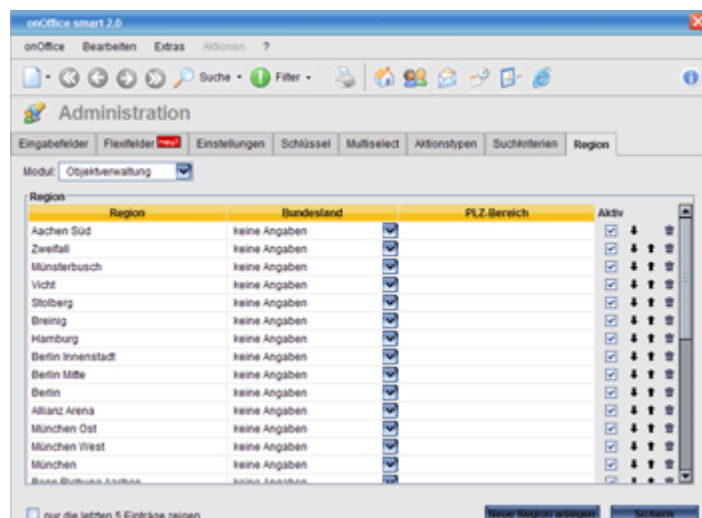 onOffice smart 2.0
onOffice Bearbeiten Extras Aktionen ?
Suche Filter
Administration
Eingabefelder Flexifelder neu? Einstellungen Schlüssel Multiselect Aktionstypen Suchkriterien Region
Modul: Objektverwaltung
Region
Region Bundesland PLZ-Bereich Aktiv
Aachen Süd keine Angaben
Zweifall keine Angaben
Münsterbusch keine Angaben
Vicht keine Angaben
Stolberg keine Angaben
Breinig keine Angaben
Hamburg keine Angaben
Berlin Innenstadt keine Angaben
Berlin Mitte keine Angaben
Berlin keine Angaben
Allianz Arena keine Angaben
München Ost keine Angaben
München West keine Angaben
München keine Angaben
keine Angaben
nur die letzten 5 Einträge zeigen Neue Region anlegen Sichern